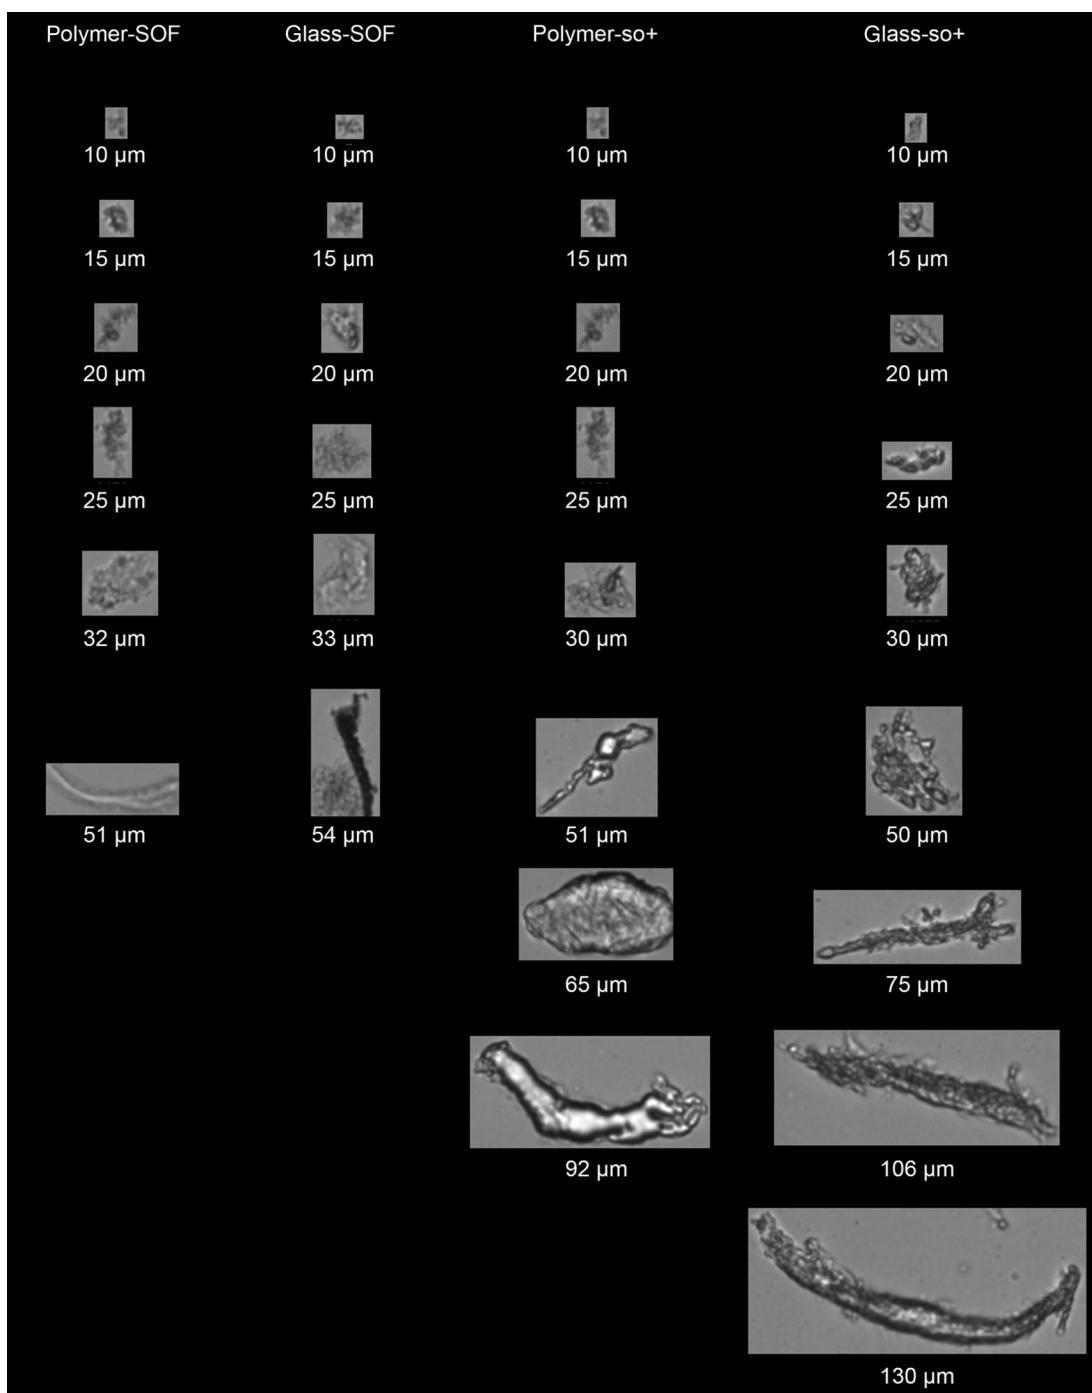 Polymer-SOF Glass-SOF Polymer-so+ Glass-so+
10 µm 10 µm 10 µm 10 µm
15 µm 15 µm 15 µm 15 µm
20 µm 20 µm 20 µm 20 µm
25 µm 25 µm 25 µm 25 µm
32 µm 33 µm 30 µm 30 µm
51 µm 54 µm 51 µm 50 µm
65 µm 75 µm
92 µm 106 µm
130 µm